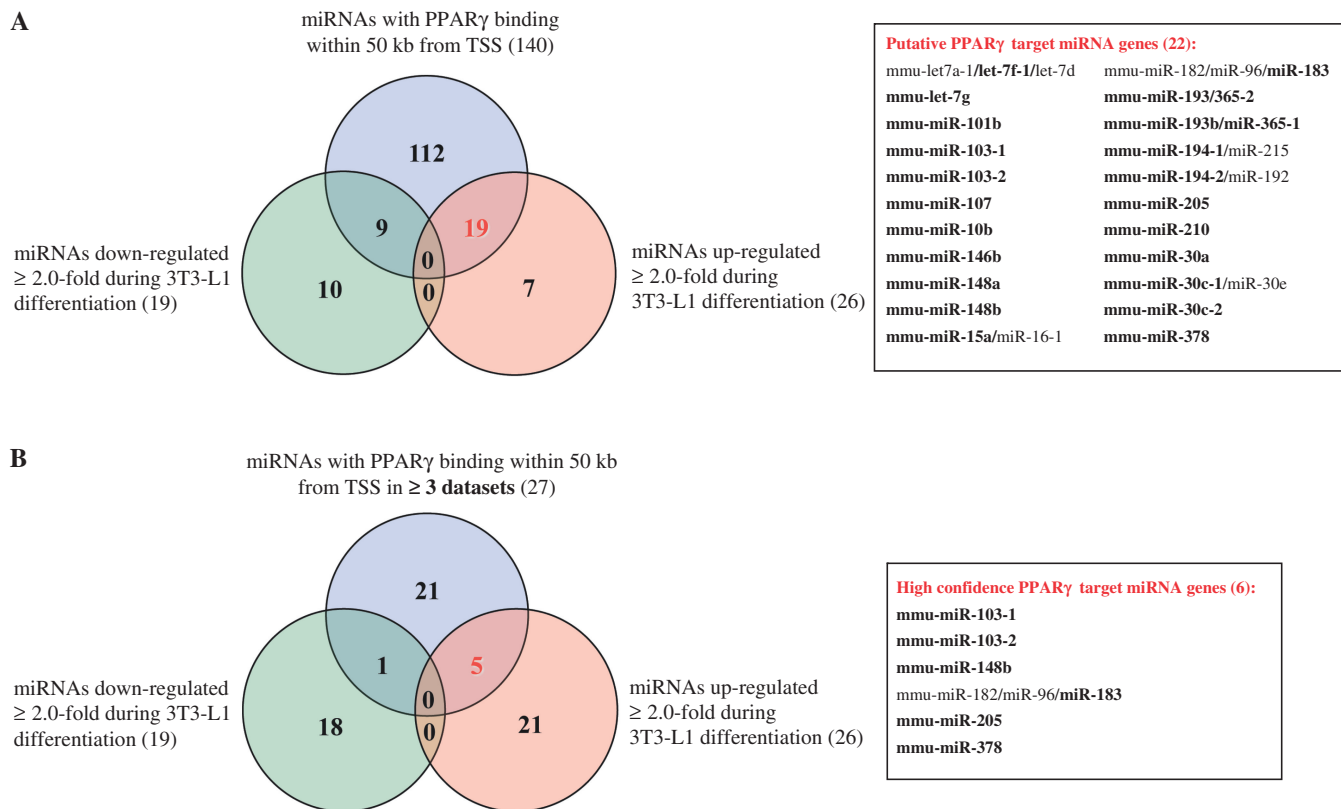 A
miRNAs with PPARγ binding
within 50 kb from TSS (140)
112
9
19
0
0
10
7
miRNAs down-regulated
≥ 2.0-fold during 3T3-L1
differentiation (19)
miRNAs up-regulated
≥ 2.0-fold during
3T3-L1 differentiation (26)
Putative PPARγ target miRNA genes (22):
mmu-let7a-1/let-7f-1/let-7d
mmu-let-7g
mmu-miR-101b
mmu-miR-103-1
mmu-miR-103-2
mmu-miR-107
mmu-miR-10b
mmu-miR-146b
mmu-miR-148a
mmu-miR-148b
mmu-miR-15a/miR-16-1
mmu-miR-182/miR-96/miR-183
mmu-miR-193/365-2
mmu-miR-193b/miR-365-1
mmu-miR-194-1/miR-215
mmu-miR-194-2/miR-192
mmu-miR-205
mmu-miR-210
mmu-miR-30a
mmu-miR-30c-1/miR-30e
mmu-miR-30c-2
mmu-miR-378
B
miRNAs with PPARγ binding within 50 kb
from TSS in ≥ 3 datasets (27)
21
1
5
0
0
18
21
miRNAs down-regulated
≥ 2.0-fold during 3T3-L1
differentiation (19)
miRNAs up-regulated
≥ 2.0-fold during
3T3-L1 differentiation (26)
High confidence PPARγ target miRNA genes (6):
mmu-miR-103-1
mmu-miR-103-2
mmu-miR-148b
mmu-miR-182/miR-96/miR-183
mmu-miR-205
mmu-miR-378